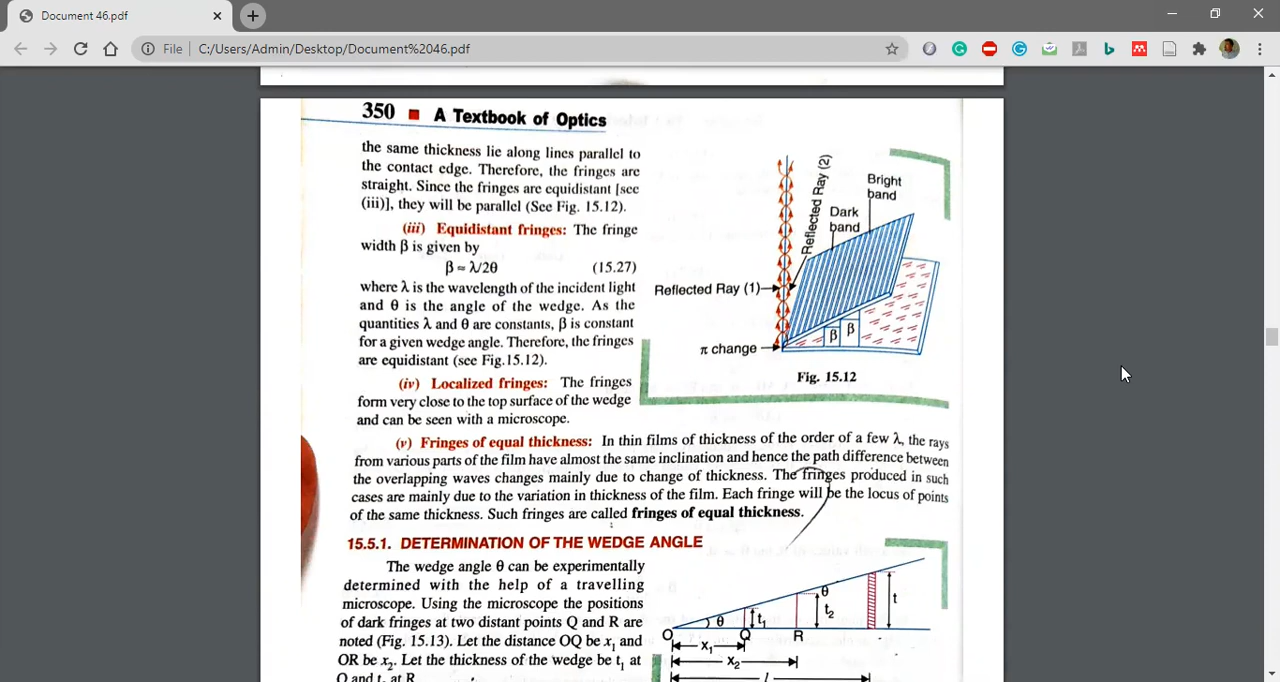 Document 46.pdf
File
C:/Users/Admin/Desktop/Document%2046.pdf
350 ■ A Textbook of Optics
the same thickness lie along lines parallel to
the contact edge. Therefore, the fringes are
straight. Since the fringes are equidistant [see
(iii)], they will be parallel (See Fig. 15.12).
(iii) Equidistant fringes: The fringe
width β is given by
β ≈ λ/2θ (15.27)
where λ is the wavelength of the incident light
and θ is the angle of the wedge. As the
quantities λ and θ are constants, β is constant
for a given wedge angle. Therefore, the fringes
are equidistant (see Fig.15.12).
(iv) Localized fringes: The fringes
form very close to the top surface of the wedge
and can be seen with a microscope.
Reflected Ray (2)
Bright
band
Dark
band
Reflected Ray (1)
β
β
π change
Fig. 15.12
(v) Fringes of equal thickness: In thin films of thickness of the order of a few λ, the rays
from various parts of the film have almost the same inclination and hence the path difference between
the overlapping waves changes mainly due to change of thickness. The fringes produced in such
cases are mainly due to the variation in thickness of the film. Each fringe will be the locus of points
of the same thickness. Such fringes are called fringes of equal thickness.
15.5.1. DETERMINATION OF THE WEDGE ANGLE
The wedge angle θ can be experimentally
determined with the help of a travelling
microscope. Using the microscope the positions
of dark fringes at two distant points Q and R are
noted (Fig. 15.13). Let the distance OQ be x₁ and
OR be x₂. Let the thickness of the wedge be t₁ at
Q and t₂ at R.
θ
θ
t₁
t₂
t
O
Q
R
x₁
x₂
l